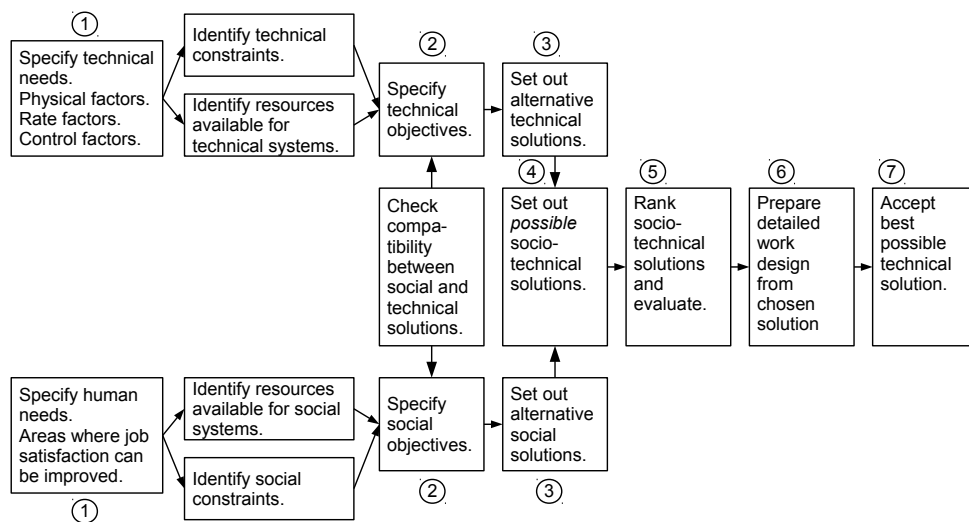 1
Specify technical
needs.
Physical factors.
Rate factors.
Control factors.
Identify technical
constraints.
Identify resources
available for
technical systems.
2
Specify
technical
objectives.
3
Set out
alternative
technical
solutions.
Check
compa-
tibility
between
social and
technical
solutions.
4
Set out
possible
socio-
technical
solutions.
5
Rank
socio-
technical
solutions
and
evaluate.
6
Prepare
detailed
work
design
from
chosen
solution
7
Accept
best
possible
technical
solution.
Specify human
needs.
Areas where job
satisfaction can
be improved.
1
Identify resources
available for social
systems.
Identify social
constraints.
Specify
social
objectives.
2
Set out
alternative
social
solutions.
3